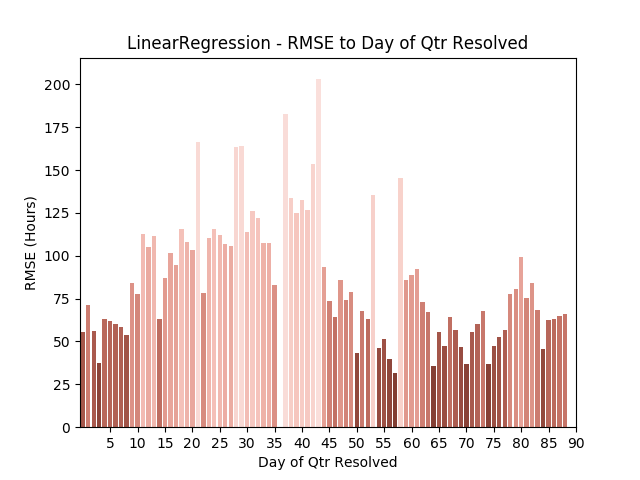 LinearRegression - RMSE to Day of Qtr Resolved
200
175
150
125
100
75
50
25
0
RMSE (Hours)
5 10 15 20 25 30 35 40 45 50 55 60 65 70 75 80 85 90
Day of Qtr Resolved